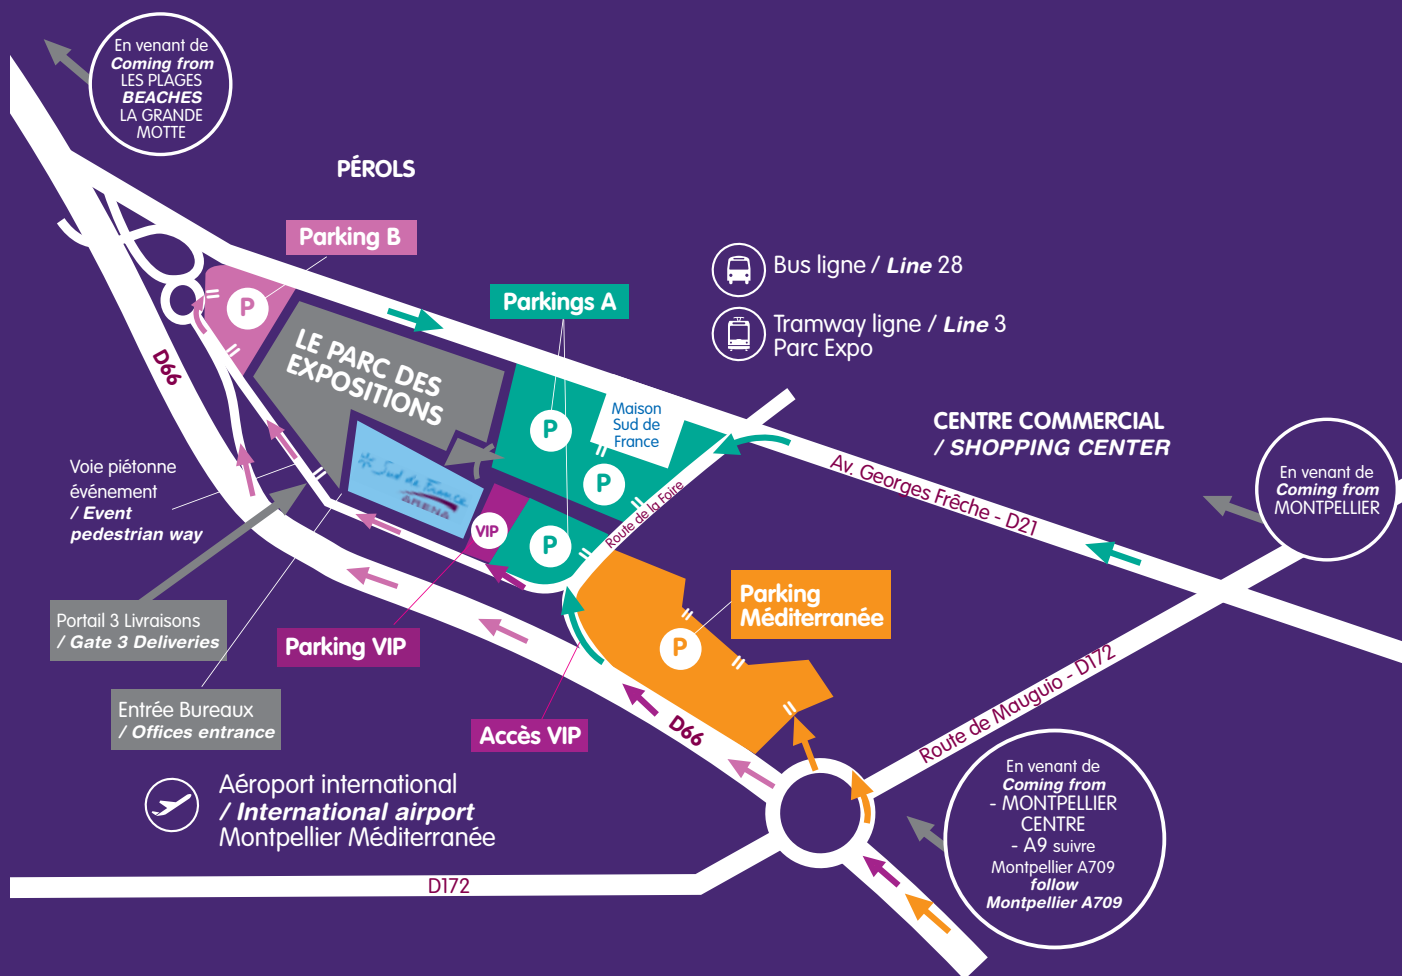 En venant de
Coming from
LES PLAGES
BEACHES
LA GRANDE
MOTTE
PÉROLS
Parking B
P
Parkings A
Bus ligne / Line 28
Tramway ligne / Line 3
Parc Expo
LE PARC DES
EXPOSITIONS
D66
P
Maison
Sud de
France
P
CENTRE COMMERCIAL
/ SHOPPING CENTER
Av. Georges Frêche - D21
En venant de
Coming from
MONTPELLIER
Sud de France
ARENA
Voie piétonne
événement
/ Event
pedestrian way
VIP
P
Route de la Foire
Portail 3 Livraisons
/ Gate 3 Deliveries
Parking VIP
Parking
Méditerranée
P
Entrée Bureaux
/ Offices entrance
Accès VIP
D66
Route de Mauguio - D172
Aéroport international
/ International airport
Montpellier Méditerranée
En venant de
Coming from
- MONTPELLIER
CENTRE
- A9 suivre
Montpellier A709
follow
Montpellier A709
D172